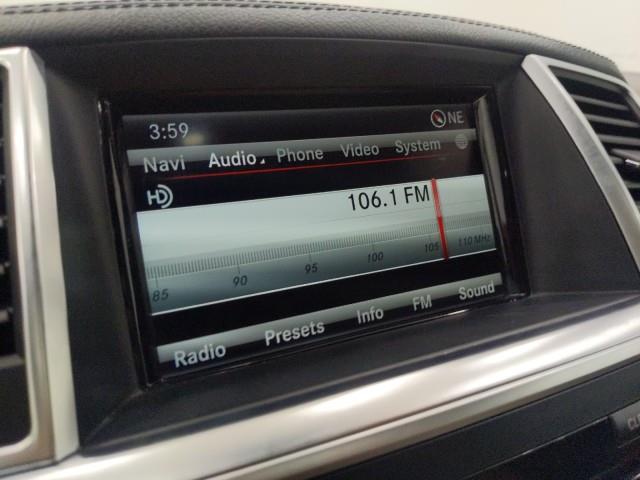 3:59 NE
Navi Audio Phone Video System
HD
106.1 FM
85 90 95 100 105 110 MHz
Radio Presets Info FM Sound